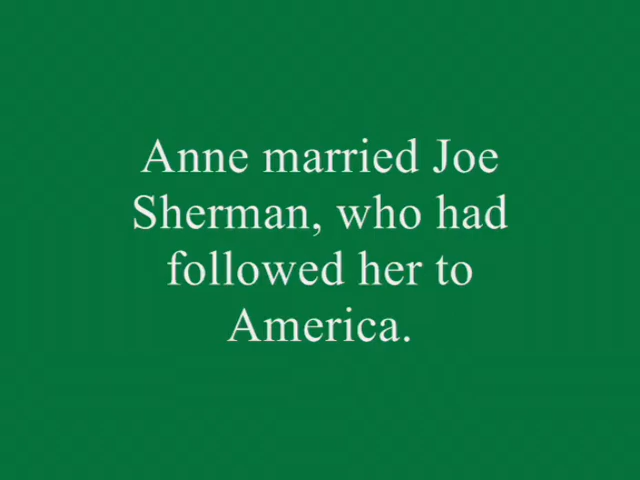 Anne married Joe
Sherman, who had
followed her to
America.